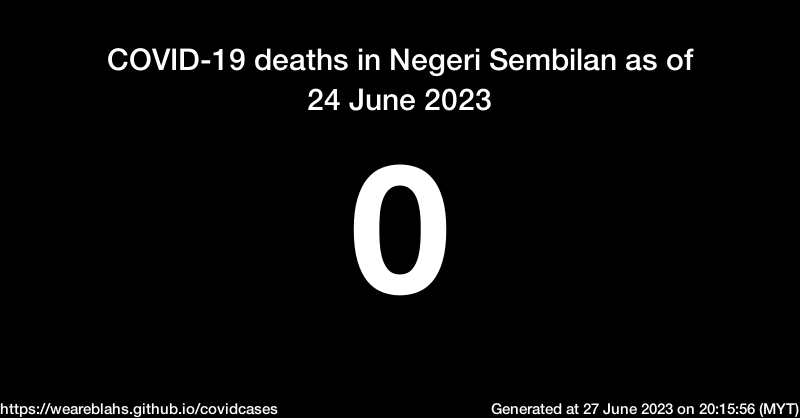 COVID-19 deaths in Negeri Sembilan as of
24 June 2023
0
https://weareblahs.github.io/covidcases
Generated at 27 June 2023 on 20:15:56 (MYT)